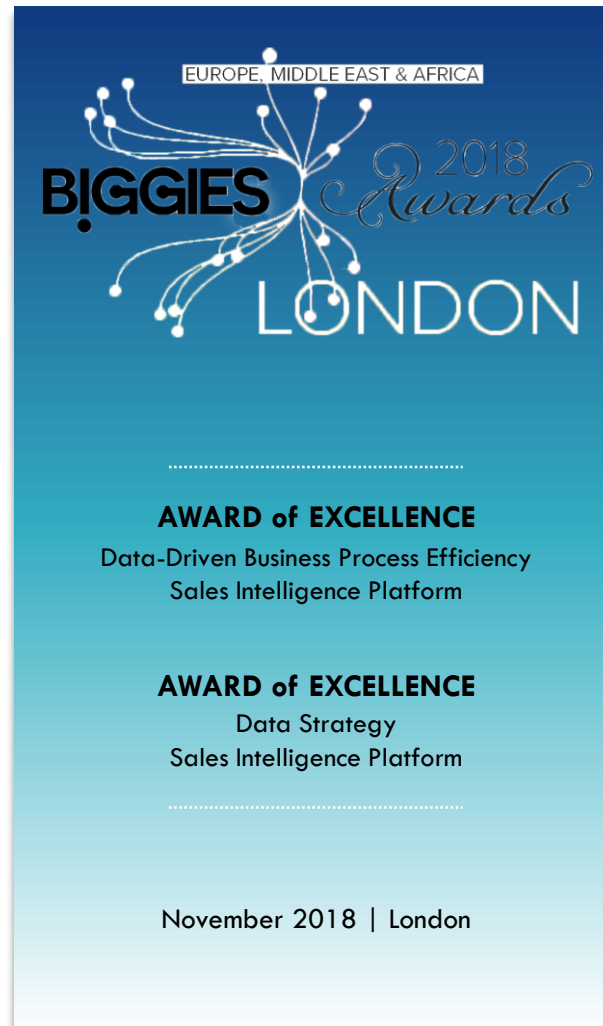 EUROPE, MIDDLE EAST & AFRICA
BIGGIES 2018 Awards
LONDON
AWARD of EXCELLENCE
Data-Driven Business Process Efficiency
Sales Intelligence Platform
AWARD of EXCELLENCE
Data Strategy
Sales Intelligence Platform
November 2018 | London